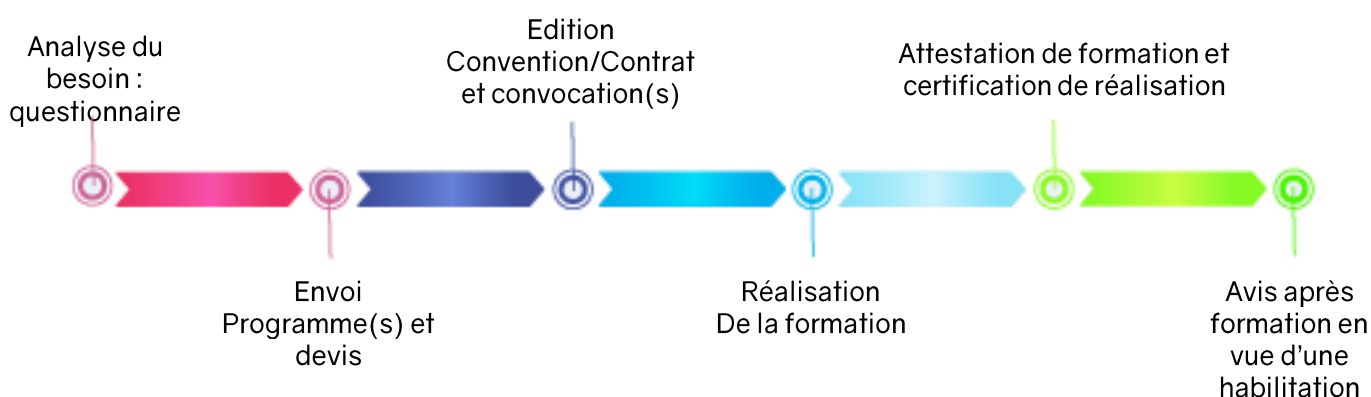 Analyse du
besoin :
questionnaire
Envoi
Programme(s) et
devis
Edition
Convention/Contrat
et convocation(s)
Réalisation
De la formation
Attestation de formation et
certification de réalisation
Avis après
formation en
vue d'une
habilitation